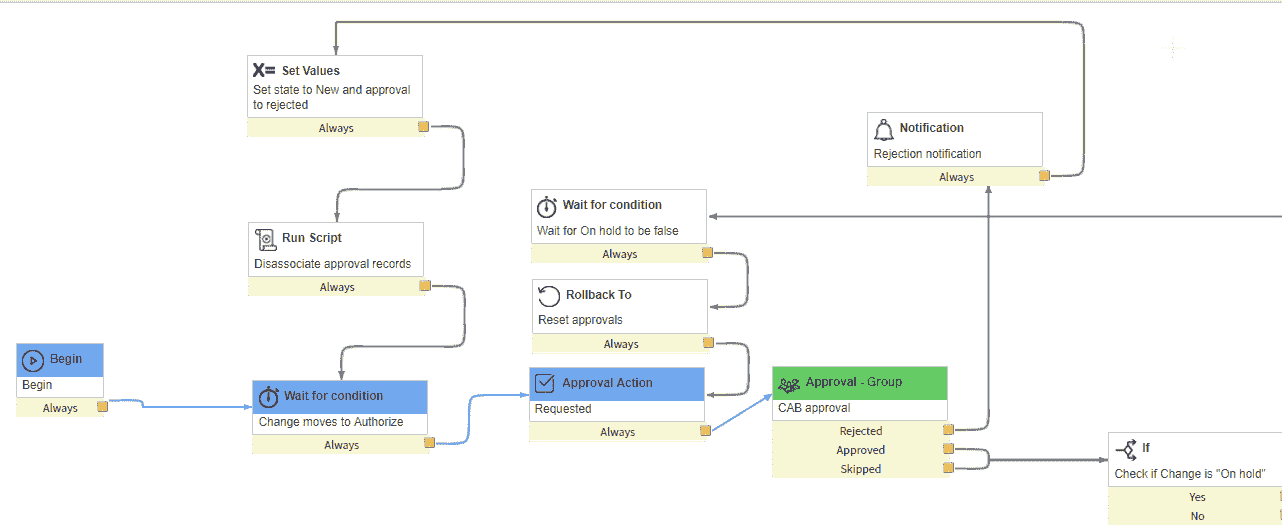 Set Values
Set state to New and approval
to rejected
Always
Notification
Rejection notification
Always
Wait for condition
Wait for On hold to be false
Always
Run Script
Disassociate approval records
Always
Rollback To
Reset approvals
Always
Begin
Begin
Always
Wait for condition
Change moves to Authorize
Always
Approval Action
Requested
Always
Approval - Group
CAB approval
Rejected
Approved
Skipped
If
Check if Change is "On hold"
Yes
No